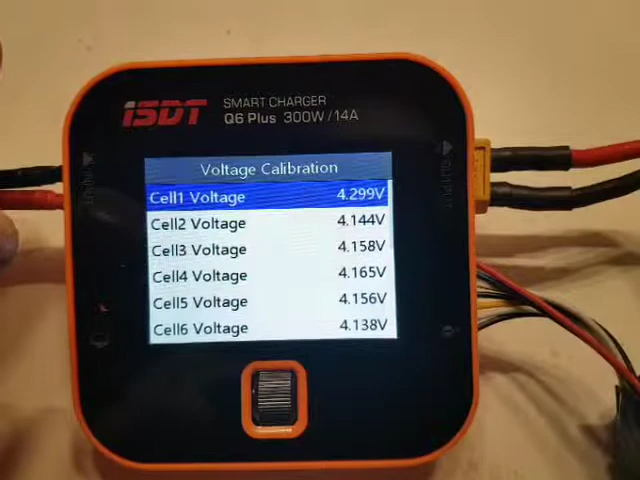 ISDT
SMART CHARGER
Q6 Plus 300W/14A
Voltage Calibration
Cell1 Voltage 4.299V
Cell2 Voltage 4.144V
Cell3 Voltage 4.158V
Cell4 Voltage 4.165V
Cell5 Voltage 4.156V
Cell6 Voltage 4.138V
OUTPUT